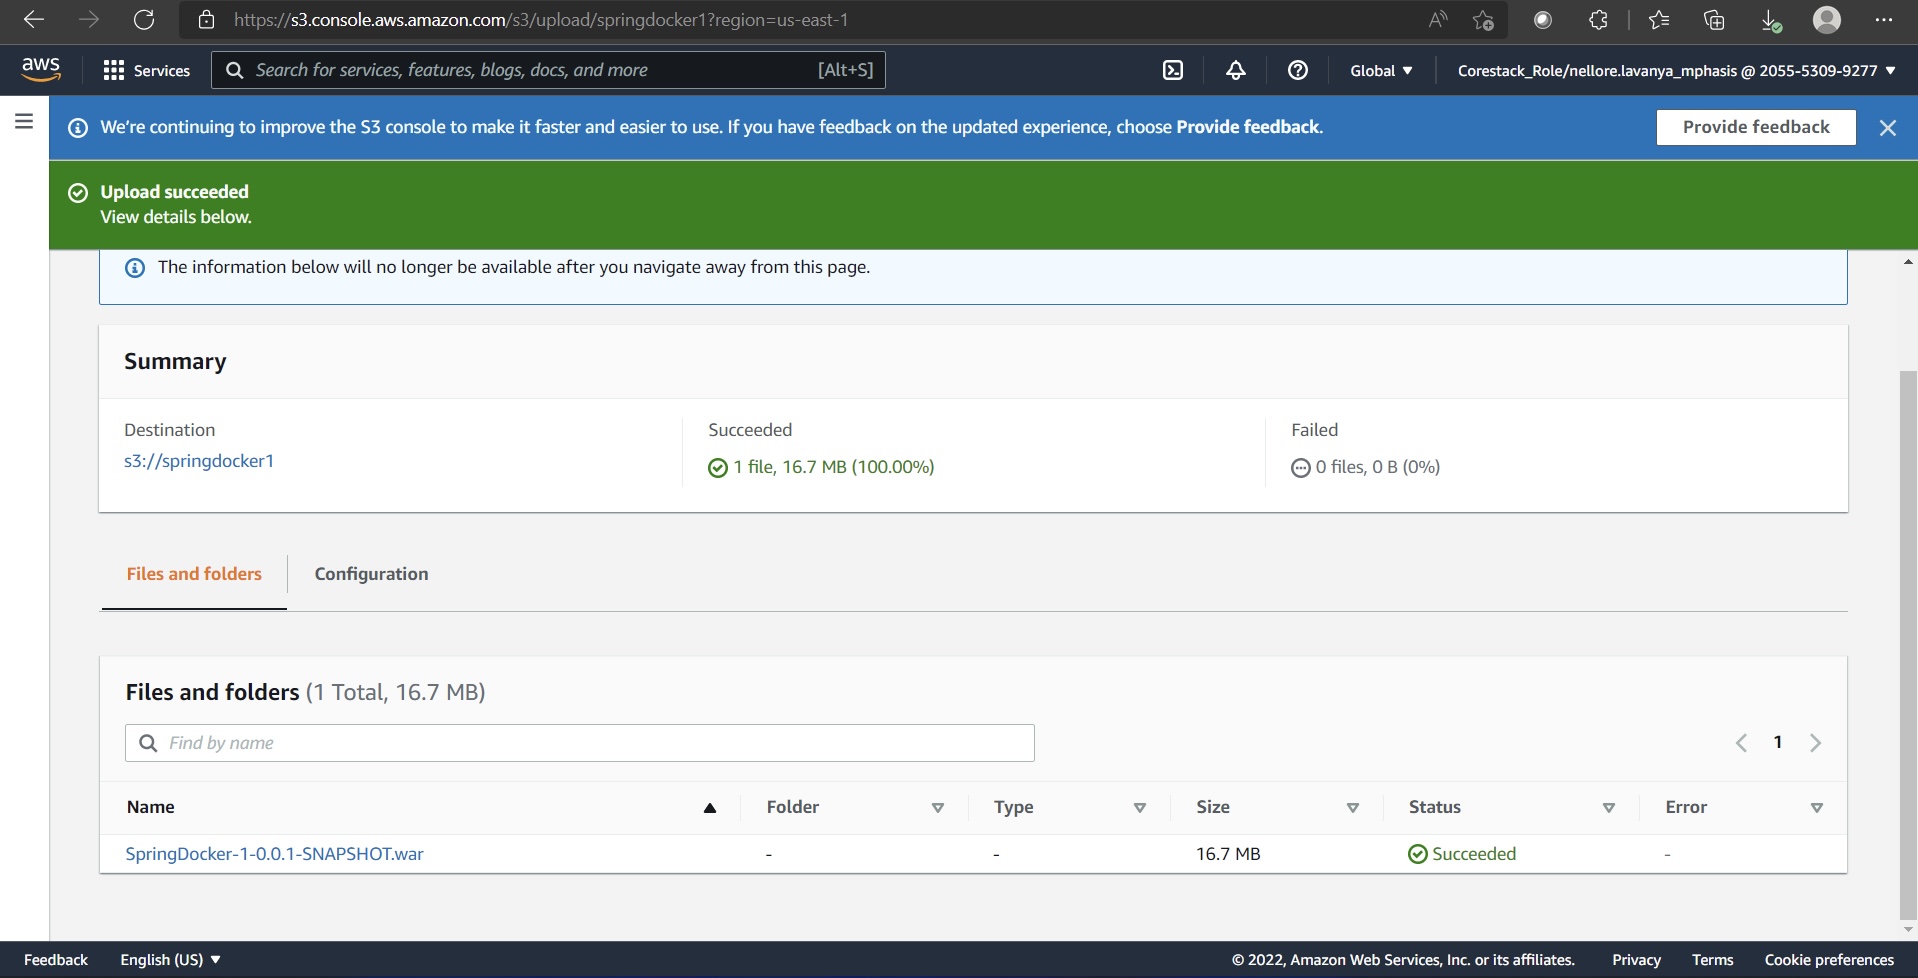 https://s3.console.aws.amazon.com/s3/upload/springdocker1?region=us-east-1
aws Services Search for services, features, blogs, docs, and more [Alt+S] Global Corestack_Role/nellore.lavanya_mphasis @ 2055-5309-9277
We're continuing to improve the S3 console to make it faster and easier to use. If you have feedback on the updated experience, choose Provide feedback. Provide feedback
Upload succeeded
View details below.
The information below will no longer be available after you navigate away from this page.
Summary
Destination Succeeded Failed
s3://springdocker1 1 file, 16.7 MB (100.00%) 0 files, 0 B (0%)
Files and folders Configuration
Files and folders (1 Total, 16.7 MB)
Find by name 1
Name Folder Type Size Status Error
SpringDocker-1-0.0.1-SNAPSHOT.war - - 16.7 MB Succeeded -
Feedback English (US) © 2022, Amazon Web Services, Inc. or its affiliates. Privacy Terms Cookie preferences